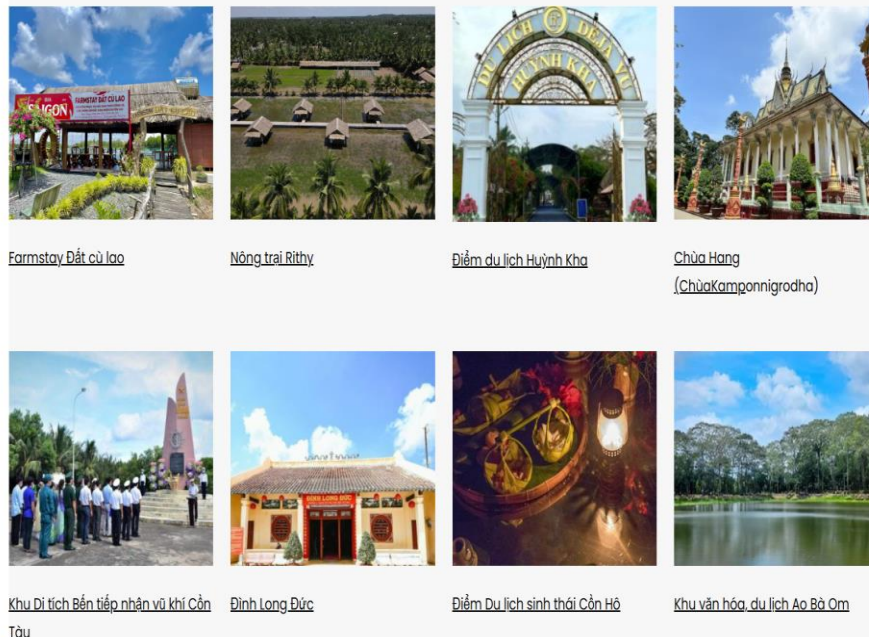 SAIGON
FARMSTAY ĐẤT CÙ LAO
DU LỊCH DEJA VU
HUỲNH KHA
Farmstay Đất cù lao
Nông trại Rithy
Điểm du lịch Huỳnh Kha
Chùa Hang
(ChùaKamponnigrodha)
ĐÌNH LONG ĐỨC
Khu Di tích Bến tiếp nhận vũ khí Cồn
Tàu
Đình Long Đức
Điểm Du lịch sinh thái Cồn Hô
Khu văn hóa, du lịch Ao Bà Om